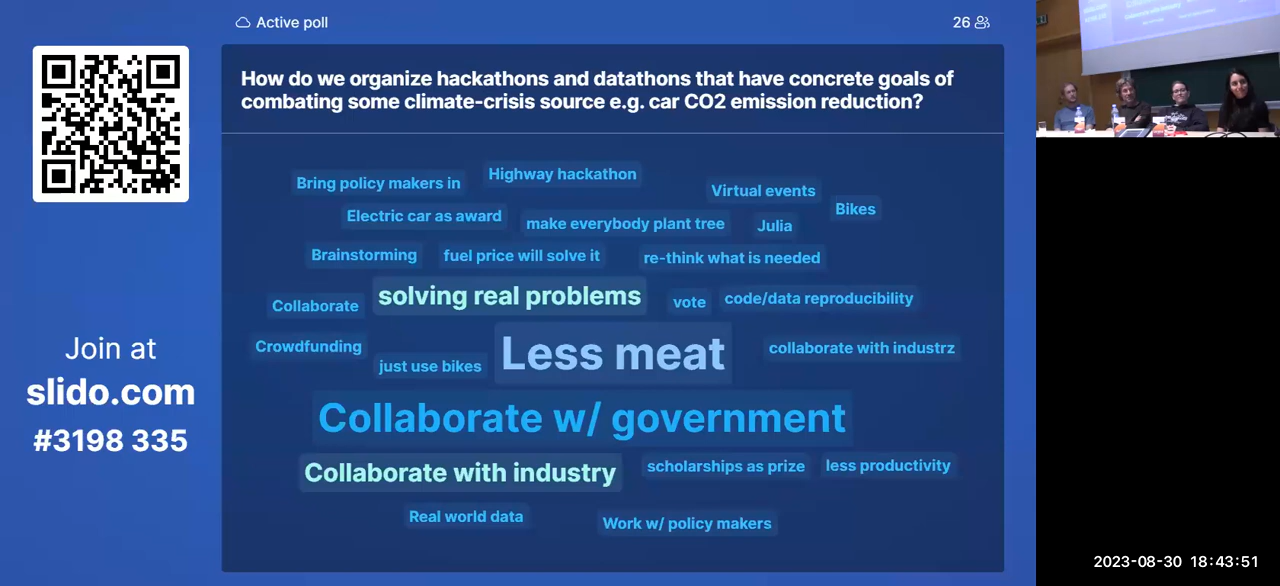 Active poll
26
How do we organize hackathons and datathons that have concrete goals of
combating some climate-crisis source e.g. car CO2 emission reduction?
Bring policy makers in
Highway hackathon
Virtual events
Bikes
Electric car as award
make everybody plant tree
Julia
Brainstorming
fuel price will solve it
re-think what is needed
Collaborate
solving real problems
vote
code/data reproducibility
Crowdfunding
just use bikes
Less meat
collaborate with industrz
Collaborate w/ government
Collaborate with industry
scholarships as prize
less productivity
Real world data
Work w/ policy makers
Join at
slido.com
#3198 335
2023-08-30 18:43:51